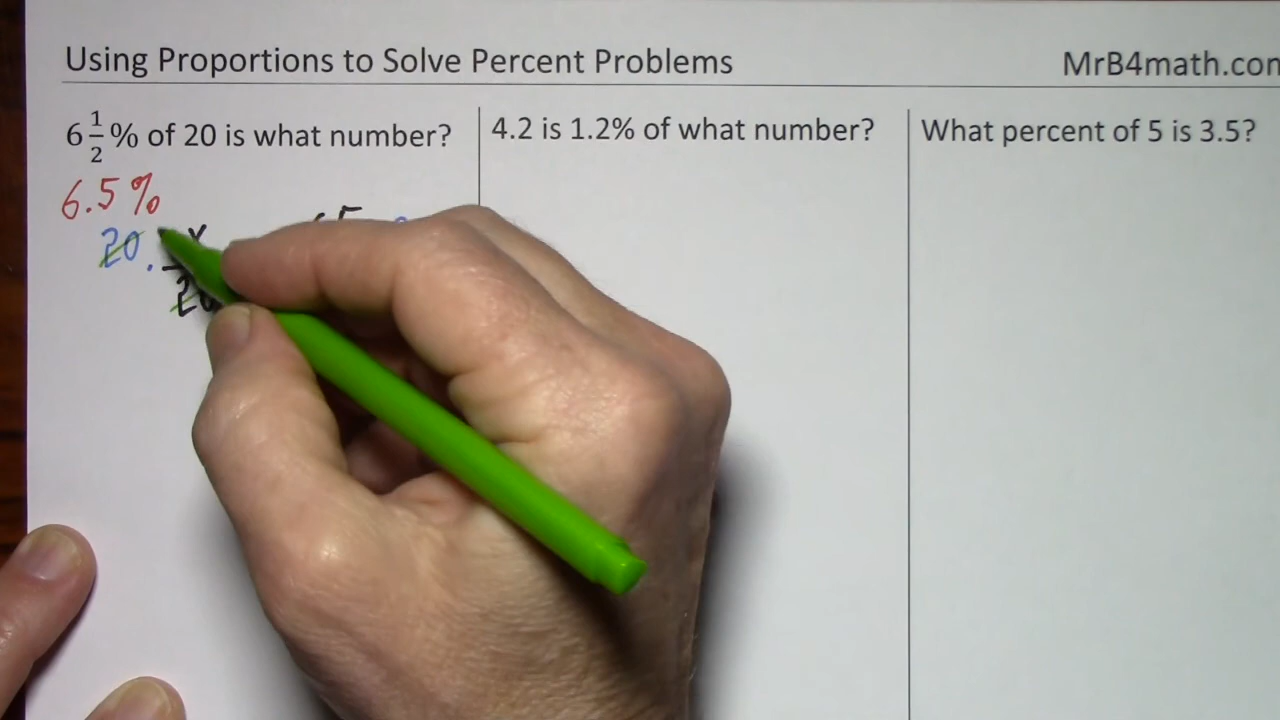 Using Proportions to Solve Percent Problems
MrB4math.con
6 1/2 % of 20 is what number?
4.2 is 1.2% of what number?
What percent of 5 is 3.5?
6.5%
20 .
x